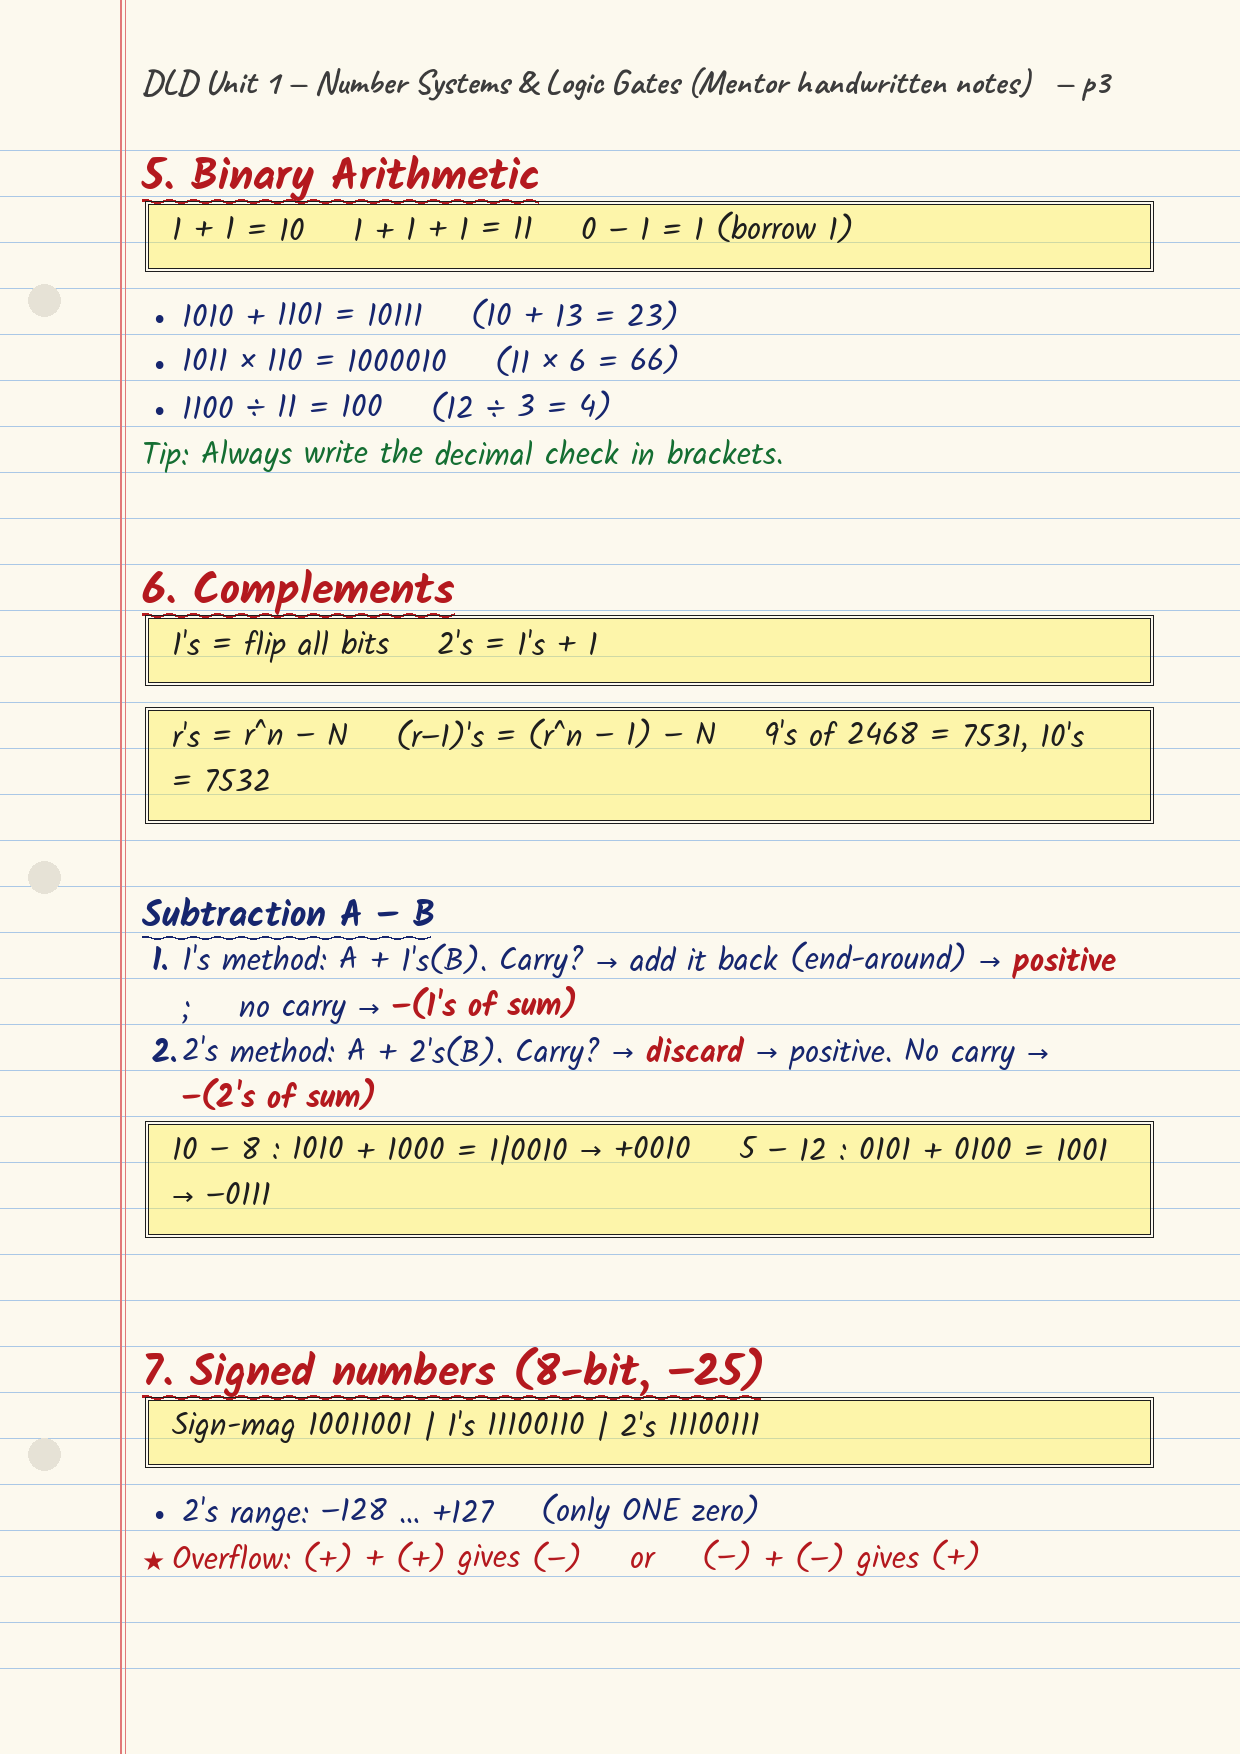 DLD Unit 1 – Number Systems & Logic Gates (Mentor handwritten notes) – p3
5. Binary Arithmetic
1 + 1 = 10 1 + 1 + 1 = 11 0 − 1 = 1 (borrow 1)
• 1010 + 1101 = 10111 (10 + 13 = 23)
• 1011 × 110 = 1000010 (11 × 6 = 66)
• 1100 ÷ 11 = 100 (12 ÷ 3 = 4)
Tip: Always write the decimal check in brackets.
6. Complements
1's = flip all bits 2's = 1's + 1
r's = r^n − N (r−1)'s = (r^n − 1) − N 9's of 2468 = 7531, 10's
= 7532
Subtraction A − B
1. 1's method: A + 1's(B). Carry? → add it back (end-around) → positive
; no carry → −(1's of sum)
2. 2's method: A + 2's(B). Carry? → discard → positive. No carry →
−(2's of sum)
10 − 8 : 1010 + 1000 = 1|0010 → +0010 5 − 12 : 0101 + 0100 = 1001
→ −0111
7. Signed numbers (8-bit, −25)
Sign-mag 10011001 | 1's 11100110 | 2's 11100111
• 2's range: −128 ... +127 (only ONE zero)
★ Overflow: (+) + (+) gives (−) or (−) + (−) gives (+)